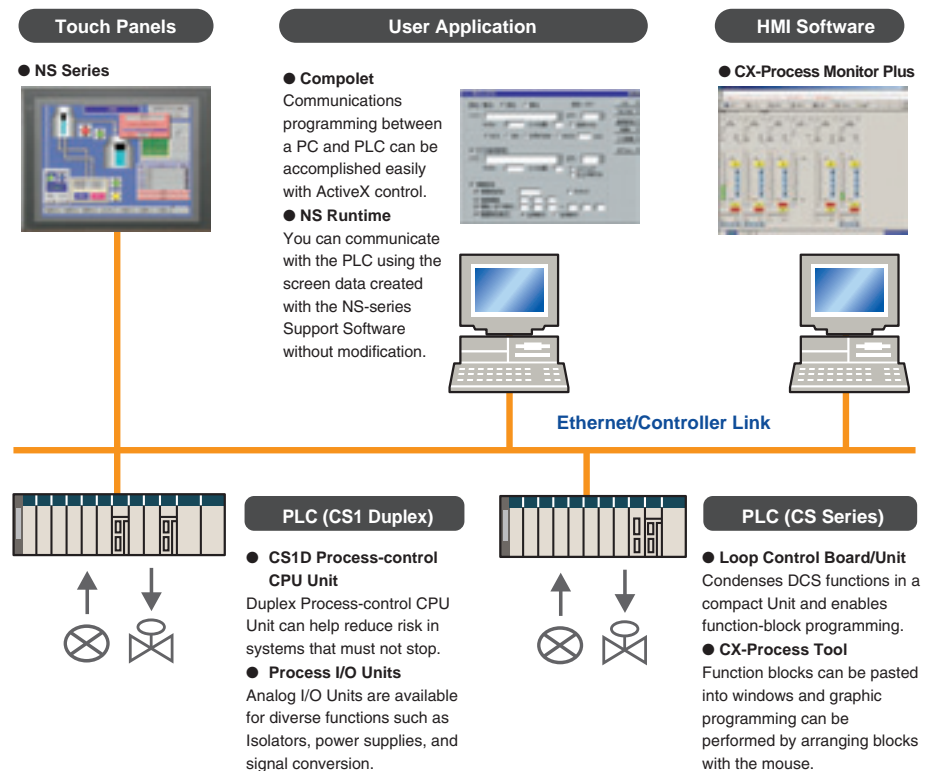 Touch Panels
User Application
HMI Software
● NS Series
● Compolet
Communications
programming between
a PC and PLC can be
accomplished easily
with ActiveX control.
● NS Runtime
You can communicate
with the PLC using the
screen data created
with the NS-series
Support Software
without modification.
● CX-Process Monitor Plus
Ethernet/Controller Link
PLC (CS1 Duplex)
● CS1D Process-control
CPU Unit
Duplex Process-control CPU
Unit can help reduce risk in
systems that must not stop.
● Process I/O Units
Analog I/O Units are available
for diverse functions such as
Isolators, power supplies, and
signal conversion.
PLC (CS Series)
● Loop Control Board/Unit
Condenses DCS functions in a
compact Unit and enables
function-block programming.
● CX-Process Tool
Function blocks can be pasted
into windows and graphic
programming can be
performed by arranging blocks
with the mouse.